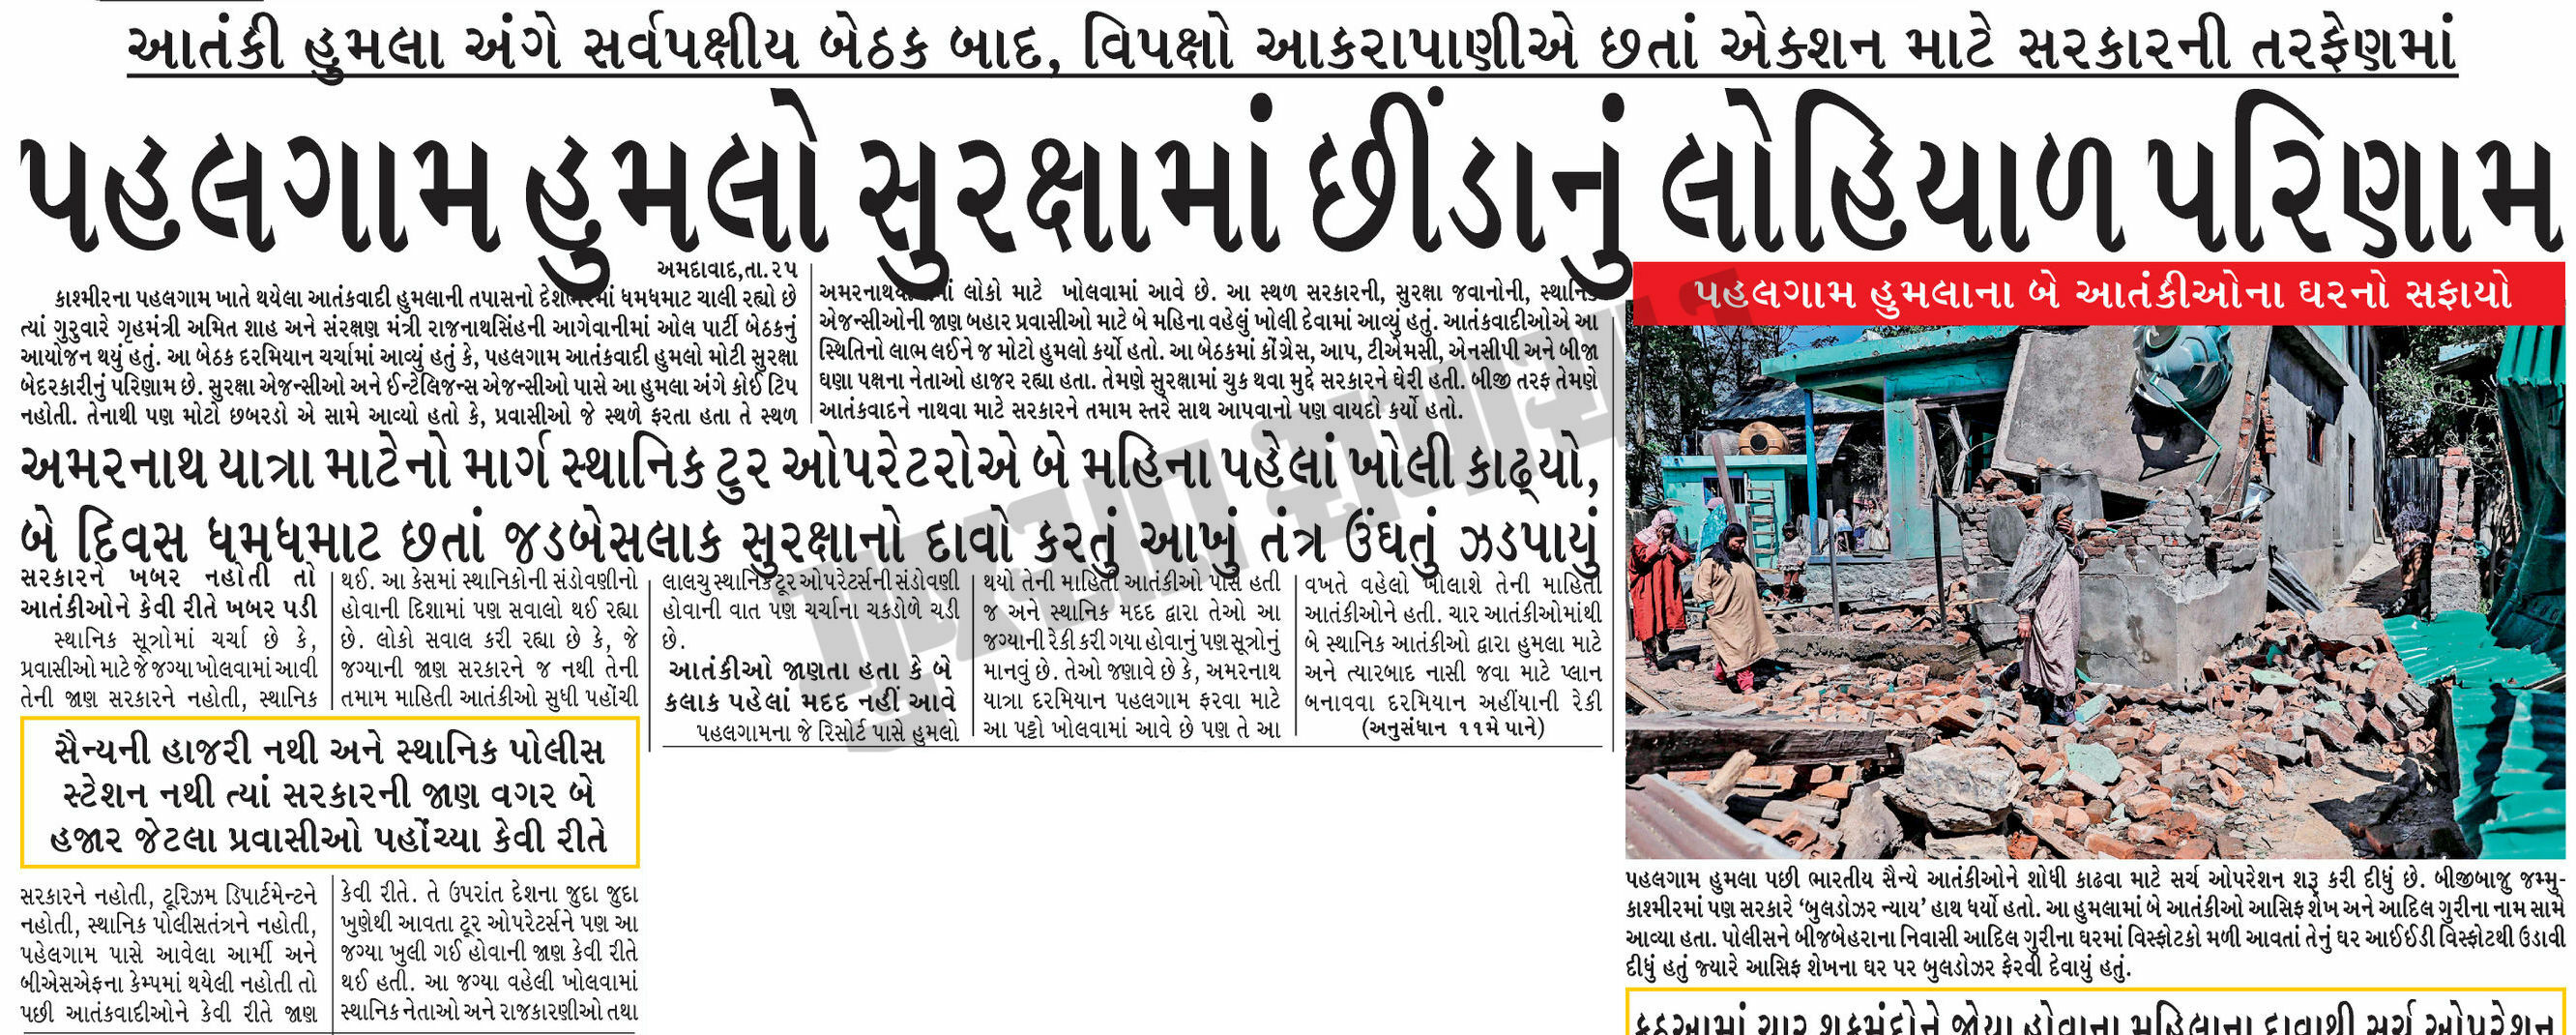 આતંકી હુમલા અંગે સર્વપક્ષીય બેઠક બાદ, વિપક્ષો આકરાપાણીએ છતાં એક્શન માટે સરકારની તરફેણમાં
પહલગામ હુમલો સુરક્ષામાં છીંડાનું લોહિયાળ પરિણામ
અમદાવાદ,તા.૨૫
કાશ્મીરના પહલગામ ખાતે થયેલા આતંકવાદી હુમલાની તપાસનો દેશભરમાં ધમધમાટ ચાલી રહ્યો છે
ત્યાં ગુરુવારે ગૃહમંત્રી અમિત શાહ અને સંરક્ષણ મંત્રી રાજનાથસિંહની આગેવાનીમાં ઓલ પાર્ટી બેઠકનું
આયોજન થયું હતું. આ બેઠક દરમિયાન ચર્ચામાં આવ્યું હતું કે, પહલગામ આતંકવાદી હુમલો મોટી સુરક્ષા
બેદરકારીનું પરિણામ છે. સુરક્ષા એજન્સીઓ અને ઈન્ટેલિજન્સ એજન્સીઓ પાસે આ હુમલા અંગે કોઈ ટિપ
નહોતી. તેનાથી પણ મોટો છબરડો એ સામે આવ્યો હતો કે, પ્રવાસીઓ જે સ્થળે ફરતા હતા તે સ્થળ
લોકો માટે ખોલવામાં આવે છે. આ સ્થળ સરકારની, સુરક્ષા જવાનોની, સ્થાનિક
એજન્સીઓની જાણ બહાર પ્રવાસીઓ માટે બે મહિના વહેલું ખોલી દેવામાં આવ્યું હતું. આતંકવાદીઓએ આ
સ્થિતિનો લાભ લઈને જ મોટો હુમલો કર્યો હતો. આ બેઠકમાં કોંગ્રેસ, આપ, ટીએમસી, એનસીપી અને બીજા
ઘણા પક્ષના નેતાઓ હાજર રહ્યા હતા. તેમણે સુરક્ષામાં ચુક થવા મુદ્દે સરકારને ઘેરી હતી. બીજી તરફ તેમણે
આતંકવાદને નાથવા માટે સરકારને તમામ સ્તરે સાથ આપવાનો પણ વાયદો કર્યો હતો.
અમરનાથ યાત્રા માટેનો માર્ગ સ્થાનિક ટુર ઓપરેટરોએ બે મહિના પહેલાં ખોલી કાઢ્યો,
બે દિવસ ધમધમાટ છતાં જડબેસલાક સુરક્ષાનો દાવો કરતું આખું તંત્ર ઉંઘતું ઝડપાયું
સરકારને ખબર નહોતી તો
આતંકીઓને કેવી રીતે ખબર પડી
સ્થાનિક સૂત્રોમાં ચર્ચા છે કે,
પ્રવાસીઓ માટે જે જગ્યા ખોલવામાં આવી
તેની જાણ સરકારને નહોતી, સ્થાનિક
સરકારને નહોતી, ટૂરિઝમ ડિપાર્ટમેન્ટને
નહોતી, સ્થાનિક પોલીસતંત્રને નહોતી,
પહેલગામ પાસે આવેલા આર્મી અને
બીએસએફના કેમ્પમાં થયેલી નહોતી તો
પછી આતંકવાદીઓને કેવી રીતે જાણ
થઈ. આ કેસમાં સ્થાનિકોની સંડોવણીનો
હોવાની દિશામાં પણ સવાલો થઈ રહ્યા
છે. લોકો સવાલ કરી રહ્યા છે કે, જે
જગ્યાની જાણ સરકારને જ નથી તેની
તમામ માહિતી આતંકીઓ સુધી પહોંચી
કેવી રીતે. તે ઉપરાંત દેશના જુદા જુદા
ખુણેથી આવતા ટૂર ઓપરેટર્સને પણ આ
જગ્યા ખુલી ગઈ હોવાની જાણ કેવી રીતે
થઈ હતી. આ જગ્યા વહેલી ખોલવામાં
સ્થાનિક નેતાઓ અને રાજકારણીઓ તથા
સૈન્યની હાજરી નથી અને સ્થાનિક પોલીસ
સ્ટેશન નથી ત્યાં સરકારની જાણ વગર બે
હજાર જેટલા પ્રવાસીઓ પહોંચ્યા કેવી રીતે
લાલચુ સ્થાનિક ટૂર ઓપરેટર્સની સંડોવણી
હોવાની વાત પણ ચર્ચાના ચકડોળે ચડી
છે.
આતંકીઓ જાણતા હતા કે બે
કલાક પહેલાં મદદ નહીં આવે
પહલગામના જે રિસોર્ટ પાસે હુમલો
થયો તેની માહિતી આતંકીઓ પાસે હતી
જ અને સ્થાનિક મદદ દ્વારા તેઓ આ
જગ્યાની રેકી કરી ગયા હોવાનું પણ સૂત્રોનું
માનવું છે. તેઓ જણાવે છે કે, અમરનાથ
યાત્રા દરમિયાન પહલગામ ફરવા માટે
આ પટ્ટો ખોલવામાં આવે છે પણ તે આ
વખતે વહેલો ખોલાશે તેની માહિતી
આતંકીઓને હતી. ચાર આતંકીઓમાંથી
બે સ્થાનિક આતંકીઓ દ્વારા હુમલા માટે
અને ત્યારબાદ નાસી જવા માટે પ્લાન
બનાવવા દરમિયાન અહીંયાની રેકી
(અનુસંધાન ૧૧મે પાને)
પહલગામ હુમલાના બે આતંકીઓના ઘરનો સફાયો
પહલગામ હુમલા પછી ભારતીય સૈન્યે આતંકીઓને શોધી કાઢવા માટે સર્ચ ઓપરેશન શરૂ કરી દીધું છે. બીજીબાજુ જમ્મુ-
કાશ્મીરમાં પણ સરકારે ‘બુલડોઝર ન્યાય’ હાથ ધર્યો હતો. આ હુમલામાં બે આતંકીઓ આસિફ શેખ અને આદિલ ગુરીના નામ સામે
આવ્યા હતા. પોલીસને બીજબેહરાના નિવાસી આદિલ ગુરીના ઘરમાં વિસ્ફોટકો મળી આવતાં તેનું ઘર આઈઈડી વિસ્ફોટથી ઉડાવી
દીધું હતું જ્યારે આસિફ શેખના ઘર પર બુલડોઝર ફેરવી દેવાયું હતું.
કઠુઆમાં ચાર શકમંદોને જોયા હોવાના મહિલાના દાવાથી સર્ચ ઓપરેશન
ગુજરાત સમાચાર